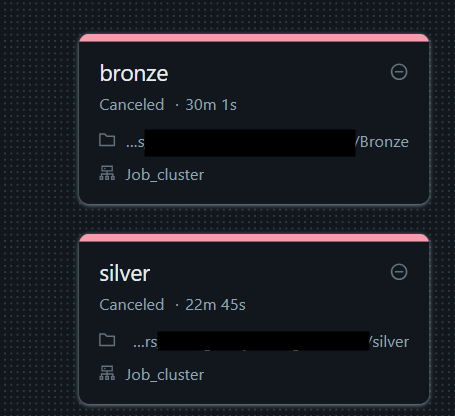 bronze
Canceled · 30m 1s
...s /Bronze
Job_cluster
silver
Canceled · 22m 45s
...rs /silver
Job_cluster